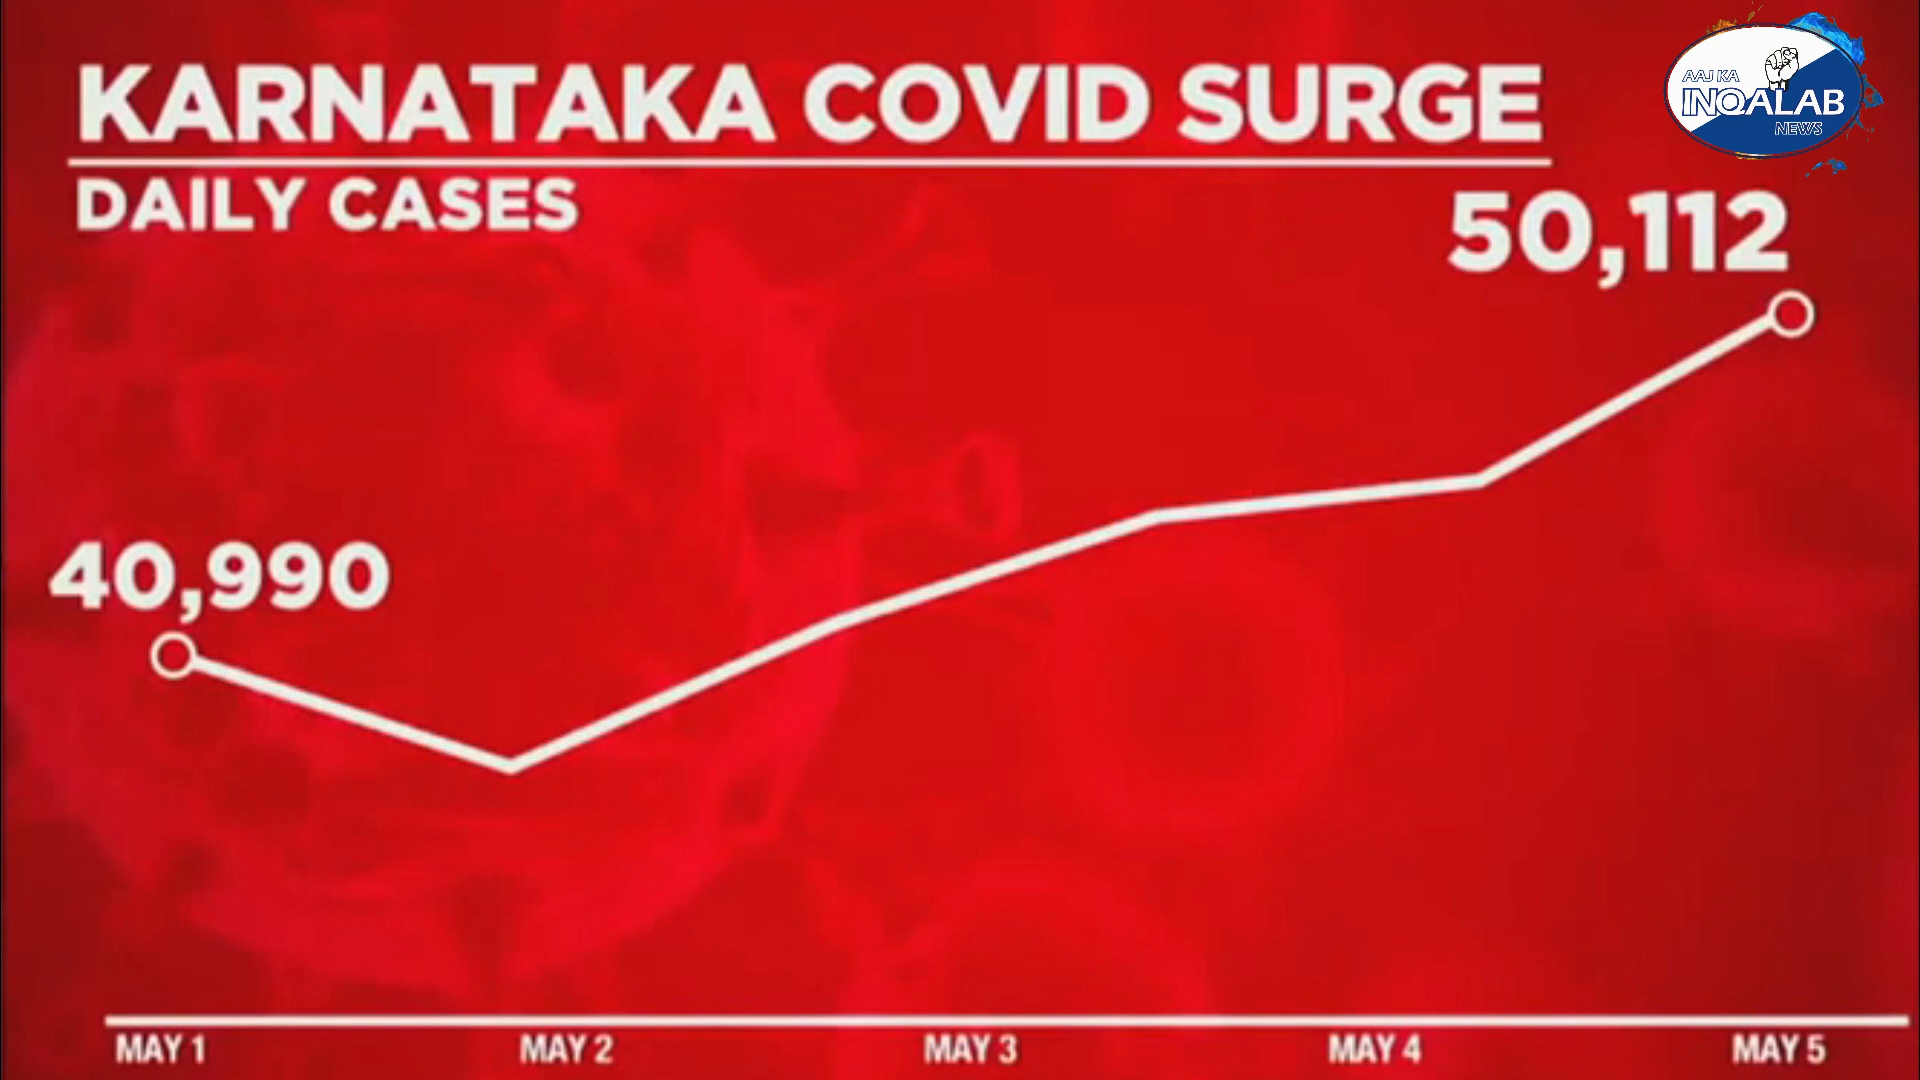 KARNATAKA COVID SURGE
AAJ KA
INQALAB
NEWS
DAILY CASES
50,112
40,990
MAY 1 MAY 2 MAY 3 MAY 4 MAY 5